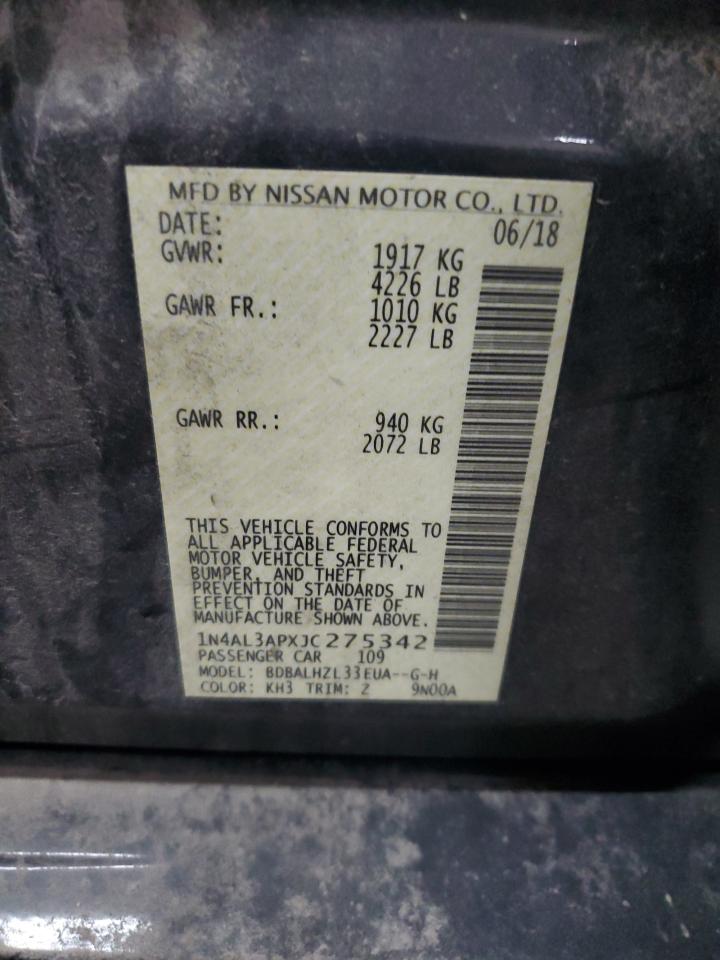 MFD BY NISSAN MOTOR CO., LTD.
DATE: 06/18
GVWR: 1917 KG
4226 LB
GAWR FR.: 1010 KG
2227 LB
GAWR RR.: 940 KG
2072 LB
THIS VEHICLE CONFORMS TO
ALL APPLICABLE FEDERAL
MOTOR VEHICLE SAFETY,
BUMPER, AND THEFT
PREVENTION STANDARDS IN
EFFECT ON THE DATE OF
MANUFACTURE SHOWN ABOVE.
1N4AL3APXJC275342
PASSENGER CAR 109
MODEL: BDBALHZL33EUA--G-H
COLOR: KH3 TRIM: Z 9N00A